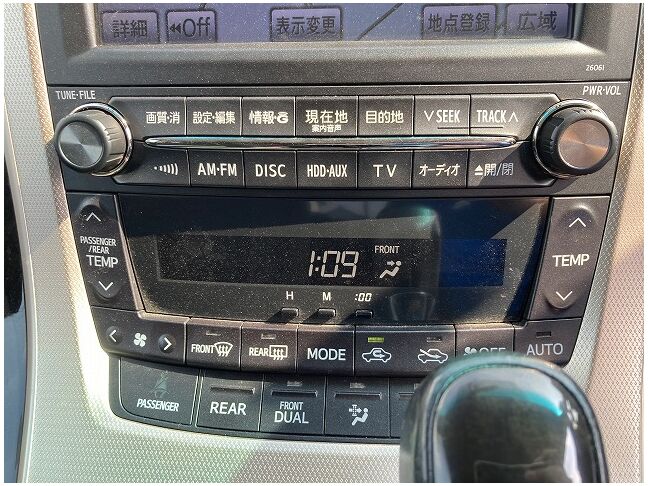 詳細 ◀◀Off 表示変更 地点登録 広域
26061
TUNE・FILE PWR・VOL
画質・消 設定・編集 情報・ 現在地 目的地 ∨SEEK TRACK∧
案内音声
AM・FM DISC HDD・AUX TV オーディオ ▲開/閉
PASSENGER
/REAR
TEMP
1:09
FRONT
TEMP
H M :00
FRONT REAR MODE AUTO
PASSENGER REAR FRONT
DUAL